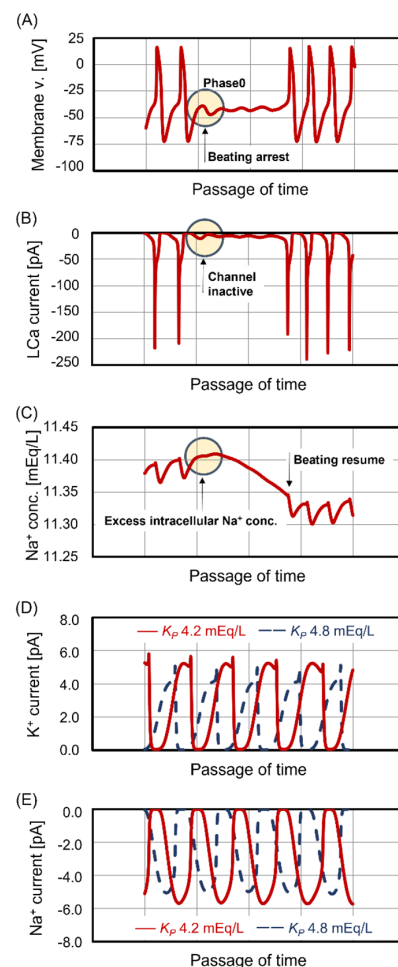 (A)
Membrane v. [mV]
25
0
-25
-50
-75
-100
Phase0
Beating arrest
Passage of time
(B)
LCa current [pA]
0
-50
-100
-150
-200
-250
Channel
inactive
Passage of time
(C)
Na⁺ conc. [mEq/L]
11.45
11.40
11.35
11.30
11.25
Beating resume
Excess intracellular Na⁺ conc.
Passage of time
(D)
K⁺ current [pA]
8.0
6.0
4.0
2.0
0.0
K_P 4.2 mEq/L
K_P 4.8 mEq/L
Passage of time
(E)
Na⁺ current [pA]
0.0
-2.0
-4.0
-6.0
-8.0
K_P 4.2 mEq/L
K_P 4.8 mEq/L
Passage of time